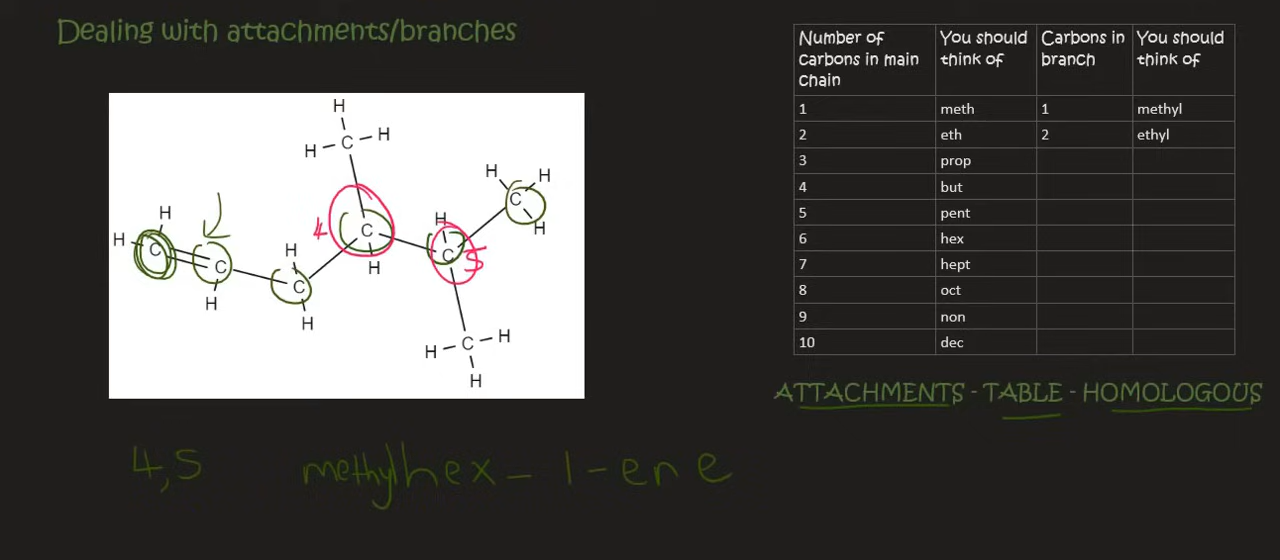 Dealing with attachments/branches
H
H
C
H
H
H
H
H
C
H
H
C
C
H
H
4
C
H
C
5
C
H
H
H
C
H
H
H
C
H
H
4,5 methylhex-1-ene
Number of carbons in main chain You should think of Carbons in branch You should think of
1 meth 1 methyl
2 eth 2 ethyl
3 prop
4 but
5 pent
6 hex
7 hept
8 oct
9 non
10 dec
ATTACHMENTS - TABLE - HOMOLOGOUS